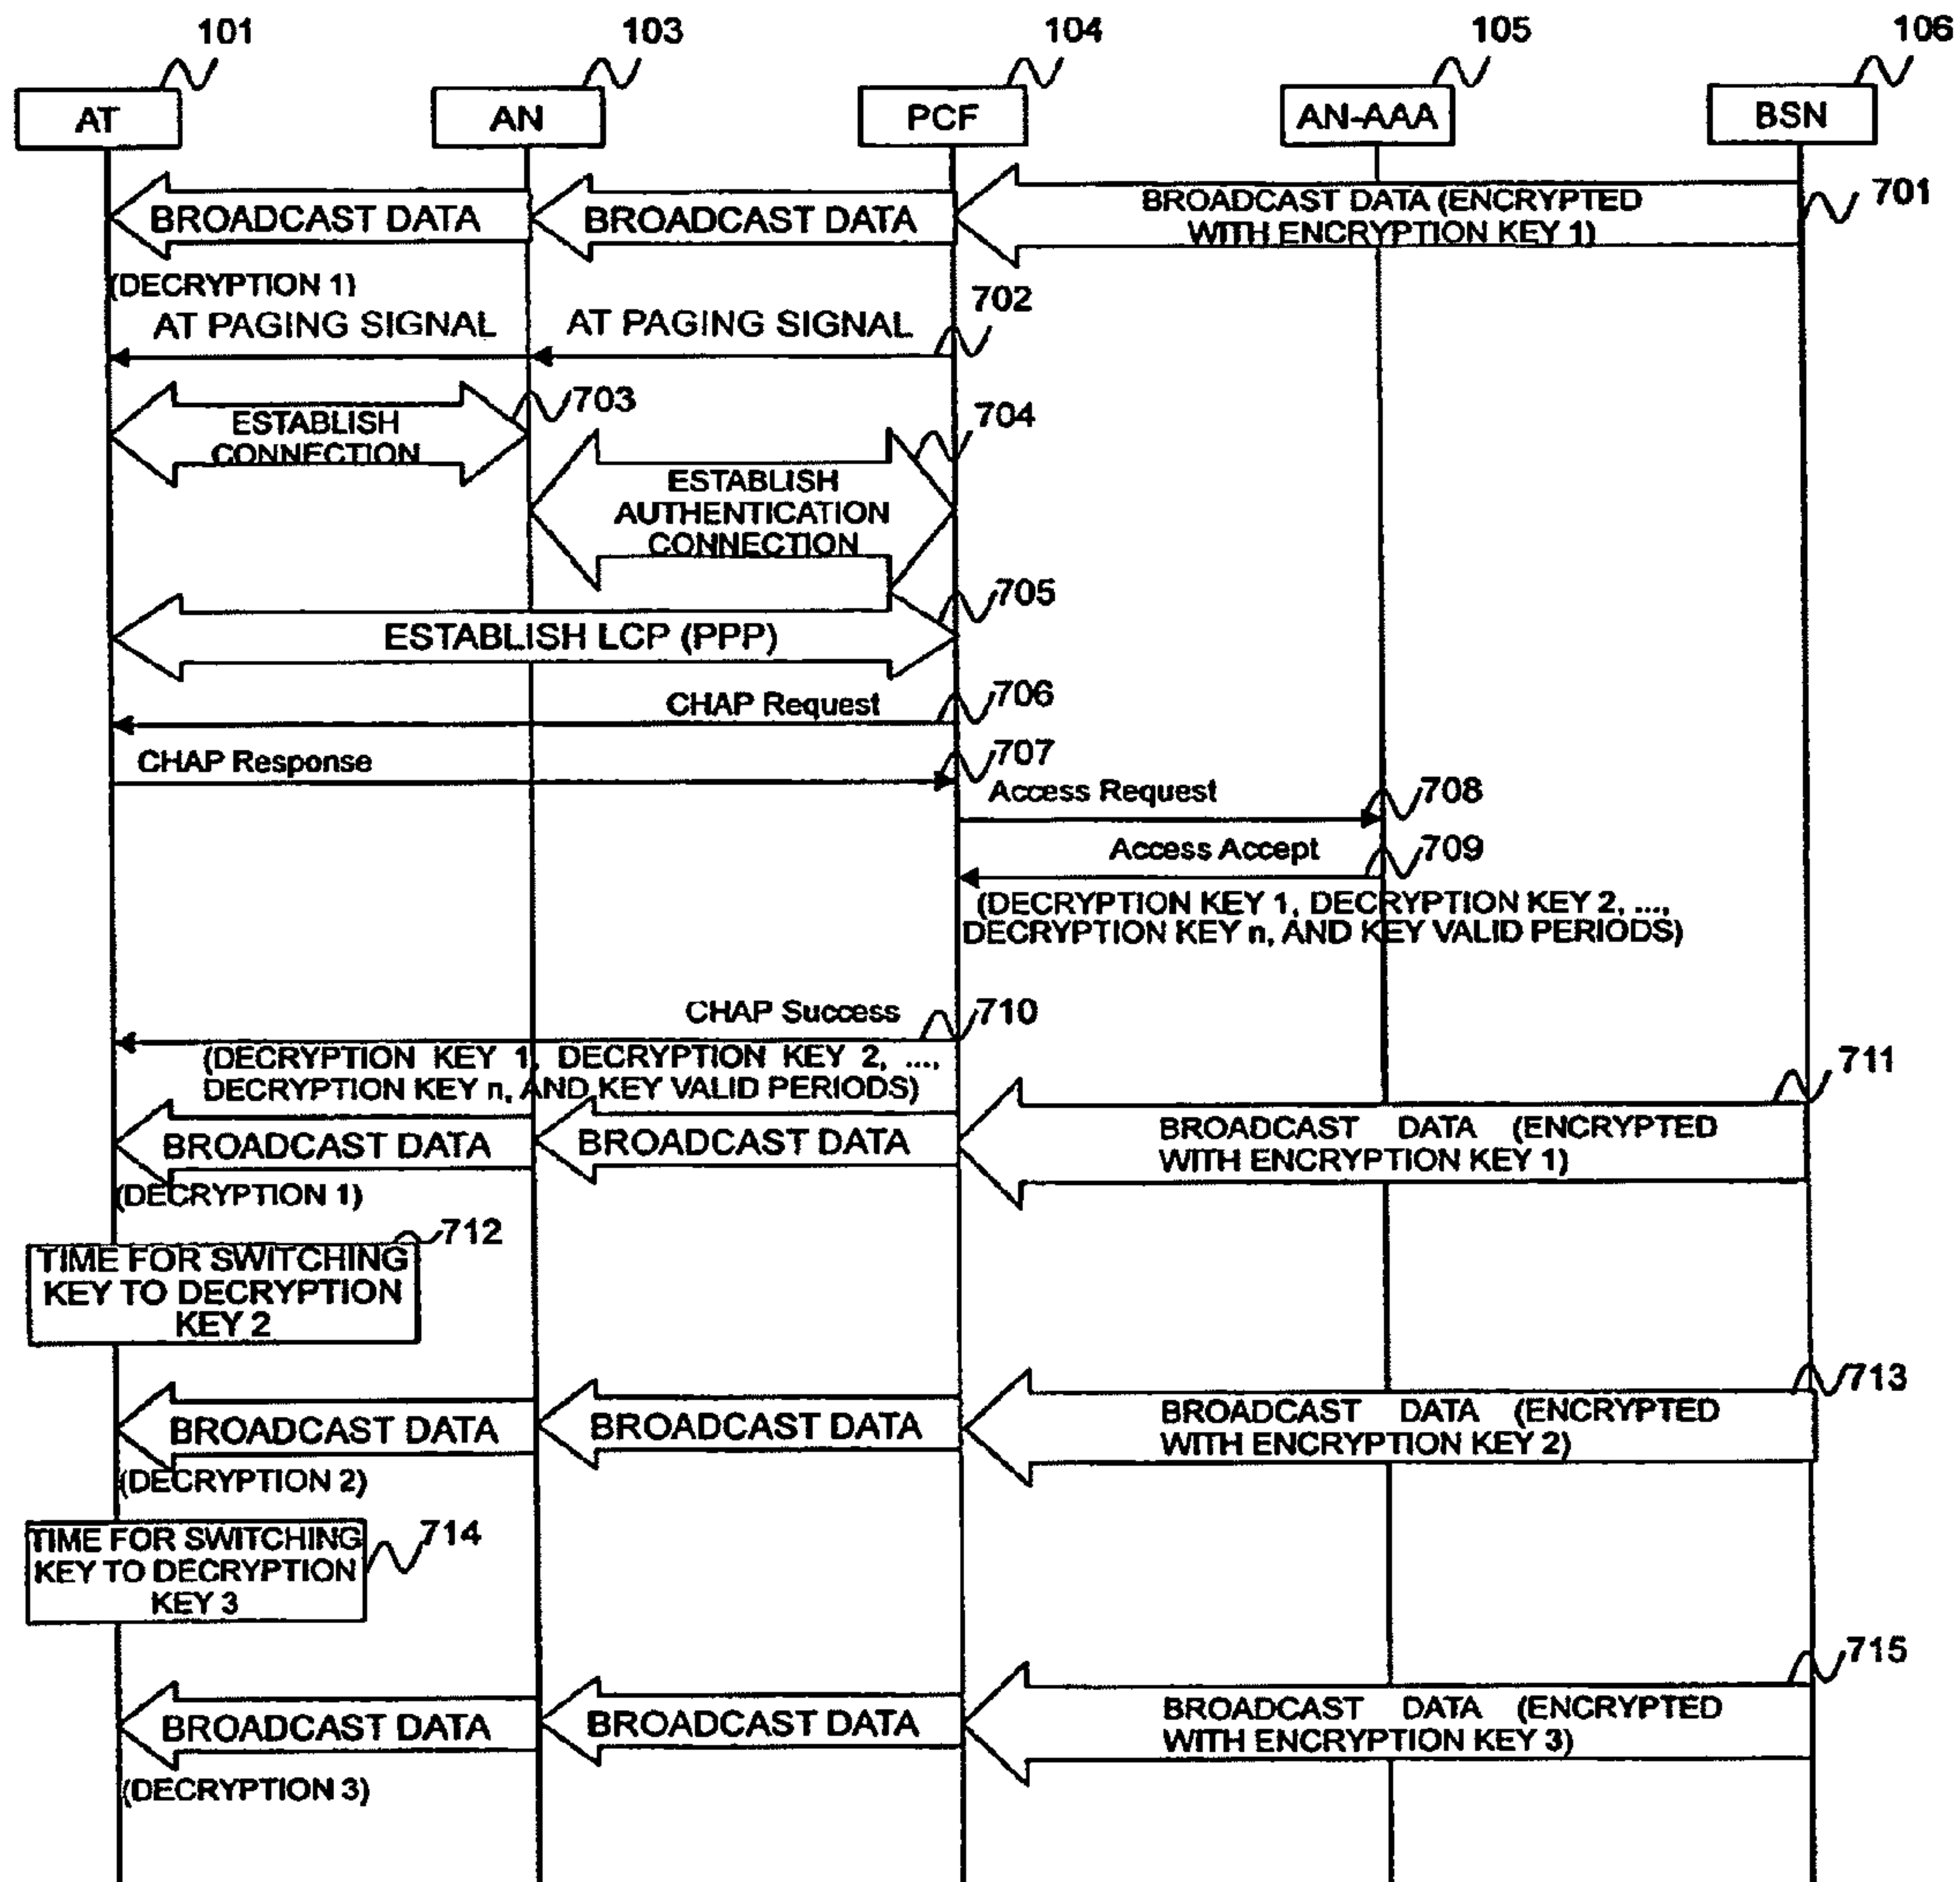 101
103
104
105
106
AT
AN
PCF
AN-AAA
BSN
BROADCAST DATA
BROADCAST DATA
BROADCAST DATA (ENCRYPTED
WITH ENCRYPTION KEY 1)
701
(DECRYPTION 1)
702
AT PAGING SIGNAL
AT PAGING SIGNAL
703
ESTABLISH
CONNECTION
704
ESTABLISH
AUTHENTICATION
CONNECTION
705
ESTABLISH LCP (PPP)
CHAP Request
706
CHAP Response
707
Access Request
708
Access Accept
709
(DECRYPTION KEY 1, DECRYPTION KEY 2, ...,
DECRYPTION KEY n, AND KEY VALID PERIODS)
CHAP Success
710
(DECRYPTION KEY 1, DECRYPTION KEY 2, ...,
DECRYPTION KEY n, AND KEY VALID PERIODS)
711
BROADCAST DATA
BROADCAST DATA
BROADCAST DATA (ENCRYPTED
WITH ENCRYPTION KEY 1)
(DECRYPTION 1)
712
TIME FOR SWITCHING
KEY TO DECRYPTION
KEY 2
713
BROADCAST DATA
BROADCAST DATA
BROADCAST DATA (ENCRYPTED
WITH ENCRYPTION KEY 2)
(DECRYPTION 2)
TIME FOR SWITCHING
KEY TO DECRYPTION
KEY 3
714
715
BROADCAST DATA
BROADCAST DATA
BROADCAST DATA (ENCRYPTED
WITH ENCRYPTION KEY 3)
(DECRYPTION 3)